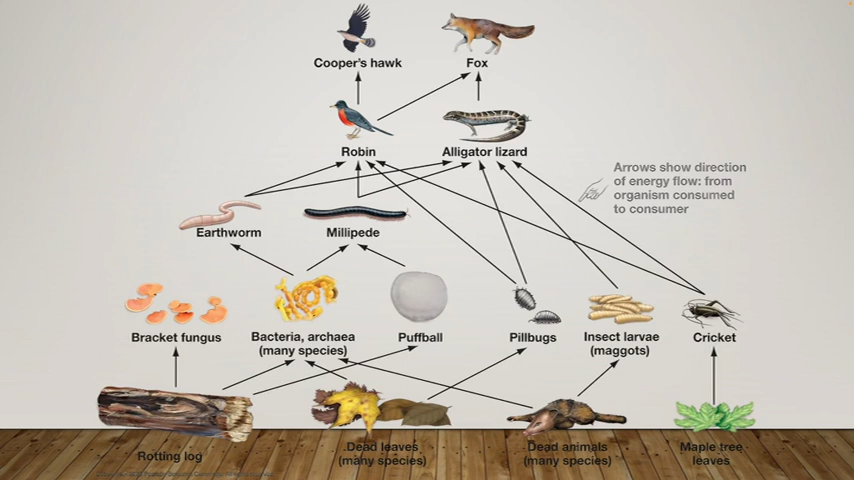 Cooper's hawk
Fox
Robin
Alligator lizard
Arrows show direction
of energy flow: from
organism consumed
to consumer
Earthworm
Millipede
Bracket fungus
Bacteria, archaea
(many species)
Puffball
Pillbugs
Insect larvae
(maggots)
Cricket
Rotting log
Dead leaves
(many species)
Dead animals
(many species)
Maple tree
leaves